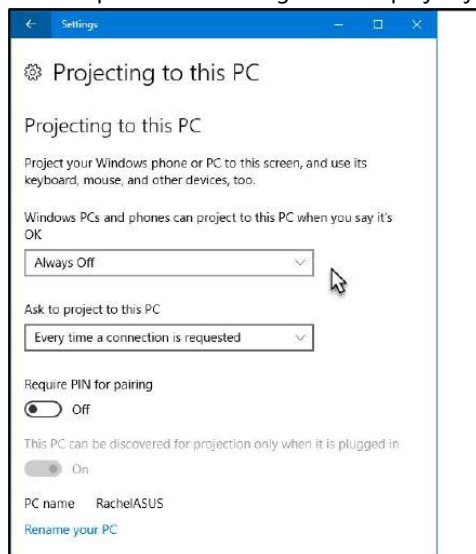 Settings
Projecting to this PC
Projecting to this PC
Project your Windows phone or PC to this screen, and use its
keyboard, mouse, and other devices, too.
Windows PCs and phones can project to this PC when you say it's
OK
Always Off
Ask to project to this PC
Every time a connection is requested
Require PIN for pairing
Off
This PC can be discovered for projection only when it is plugged in
On
PC name RachelASUS
Rename your PC